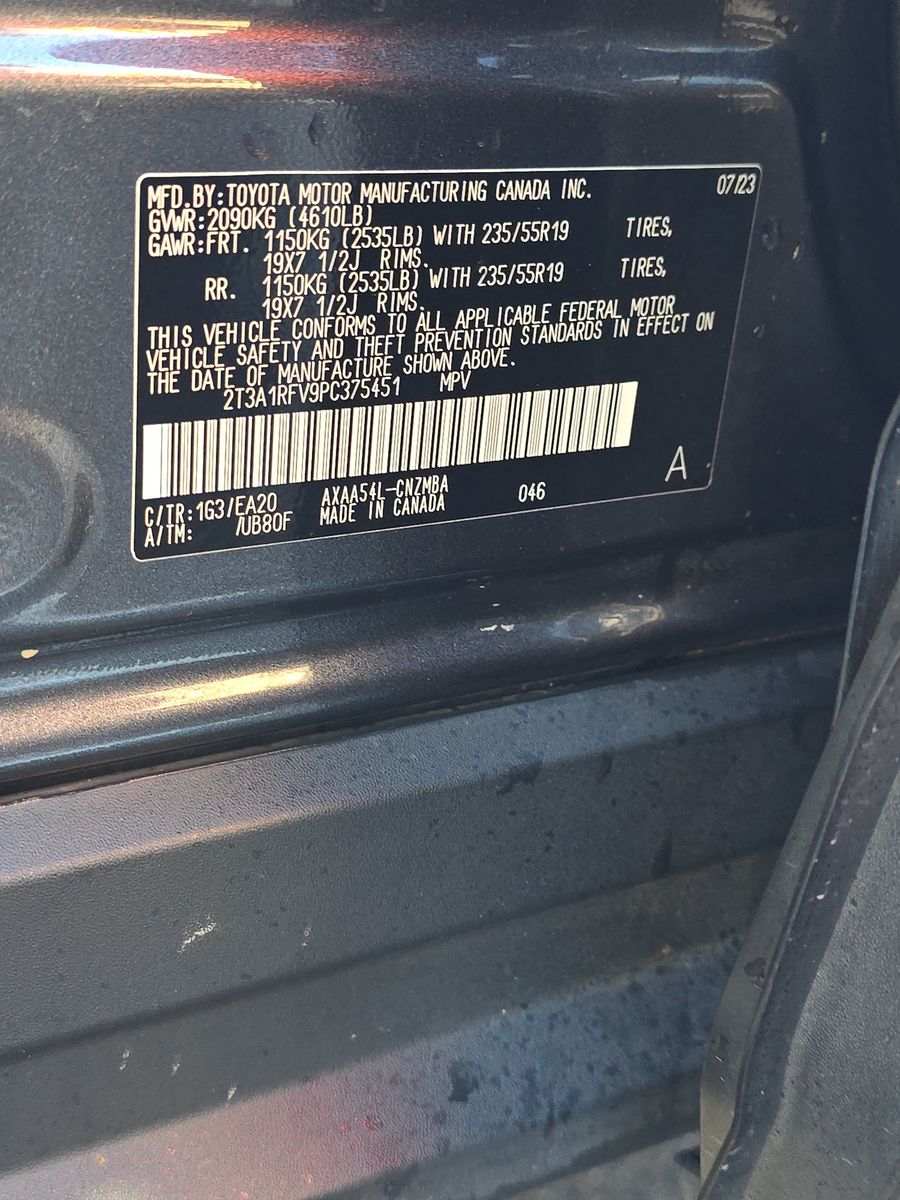 MFD.BY:TOYOTA MOTOR MANUFACTURING CANADA INC. 07/23
GVWR:2090KG (4610LB)
GAWR:FRT. 1150KG (2535LB) WITH 235/55R19 TIRES,
19X7 1/2J RIMS.
RR. 1150KG (2535LB) WITH 235/55R19 TIRES,
19X7 1/2J RIMS.
THIS VEHICLE CONFORMS TO ALL APPLICABLE FEDERAL MOTOR
VEHICLE SAFETY AND THEFT PREVENTION STANDARDS IN EFFECT ON
THE DATE OF MANUFACTURE SHOWN ABOVE.
2T3A1RFV9PC375451 MPV
A
C/TR:1G3/EA20 AXAA54L-CNZMBA 046
A/TM: /UB80F MADE IN CANADA